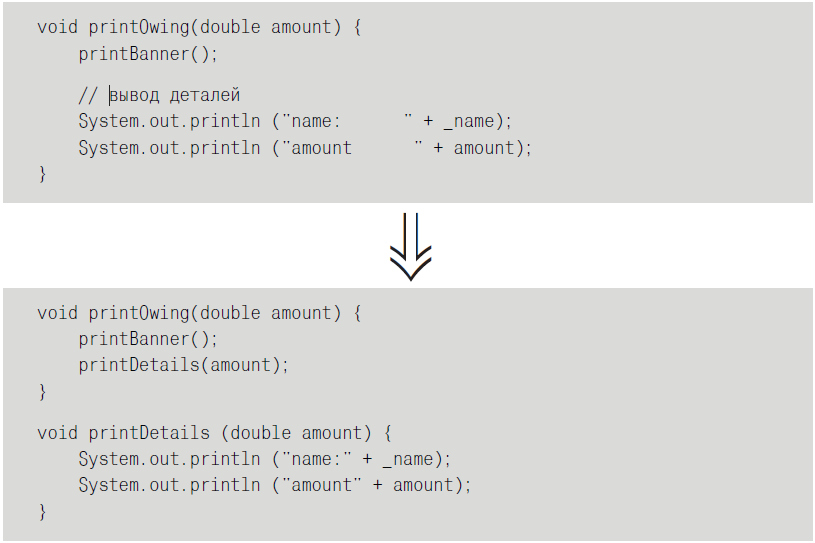 void printOwing(double amount) {
    printBanner();
    // вывод деталей
    System.out.println ("name:      " + _name);
    System.out.println ("amount      " + amount);
}
void printOwing(double amount) {
    printBanner();
    printDetails(amount);
}
void printDetails (double amount) {
    System.out.println ("name:" + _name);
    System.out.println ("amount" + amount);
}